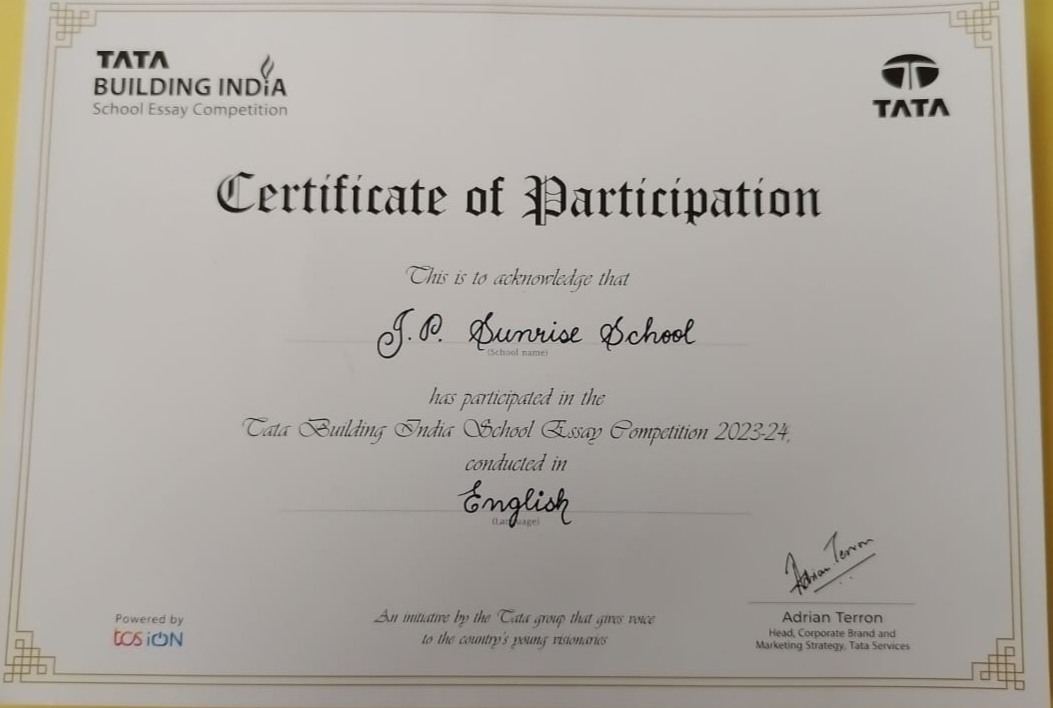 TATA
BUILDING INDiA
School Essay Competition
TATA
Certificate of Participation
This is to acknowledge that
J.P. Sunrise School
(School name)
has participated in the
Tata Building India School Essay Competition 2023-24,
conducted in
English
(Language)
Adrian Terron
Adrian Terron
Head, Corporate Brand and
Marketing Strategy, Tata Services
Powered by
tcs iON
An initiative by the Tata group that gives voice
to the country's young visionaries